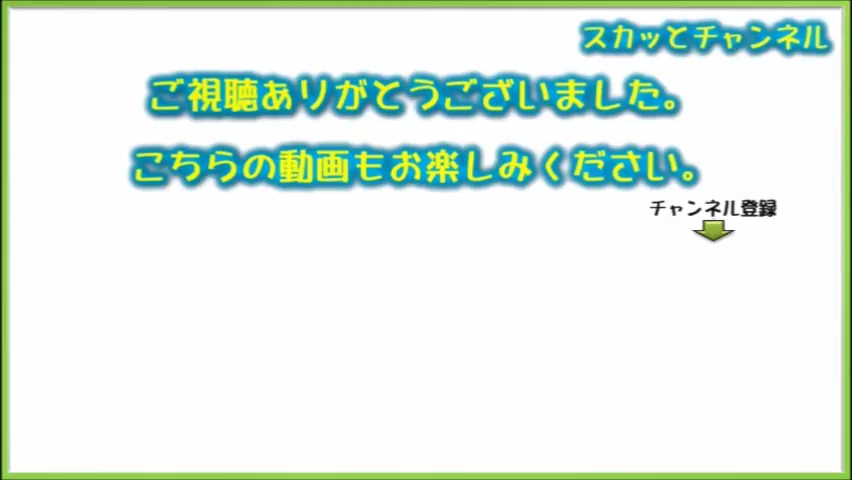 スカッとチャンネル
ご視聴ありがとうございました。
こちらの動画もお楽しみください。
チャンネル登録